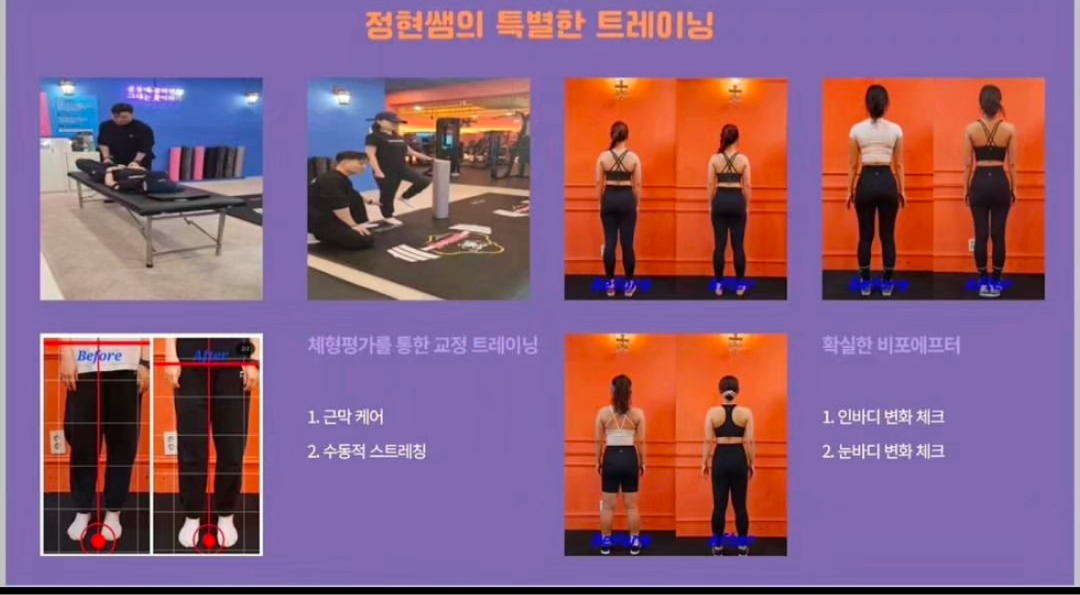 정현쌤의 특별한 트레이닝
Before
After
Before
After
Before
After
체형평가를 통한 교정 트레이닝
1. 근막 케어
2. 수동적 스트레칭
Before
After
확실한 비포에프터
1. 인바디 변화 체크
2. 눈바디 변화 체크